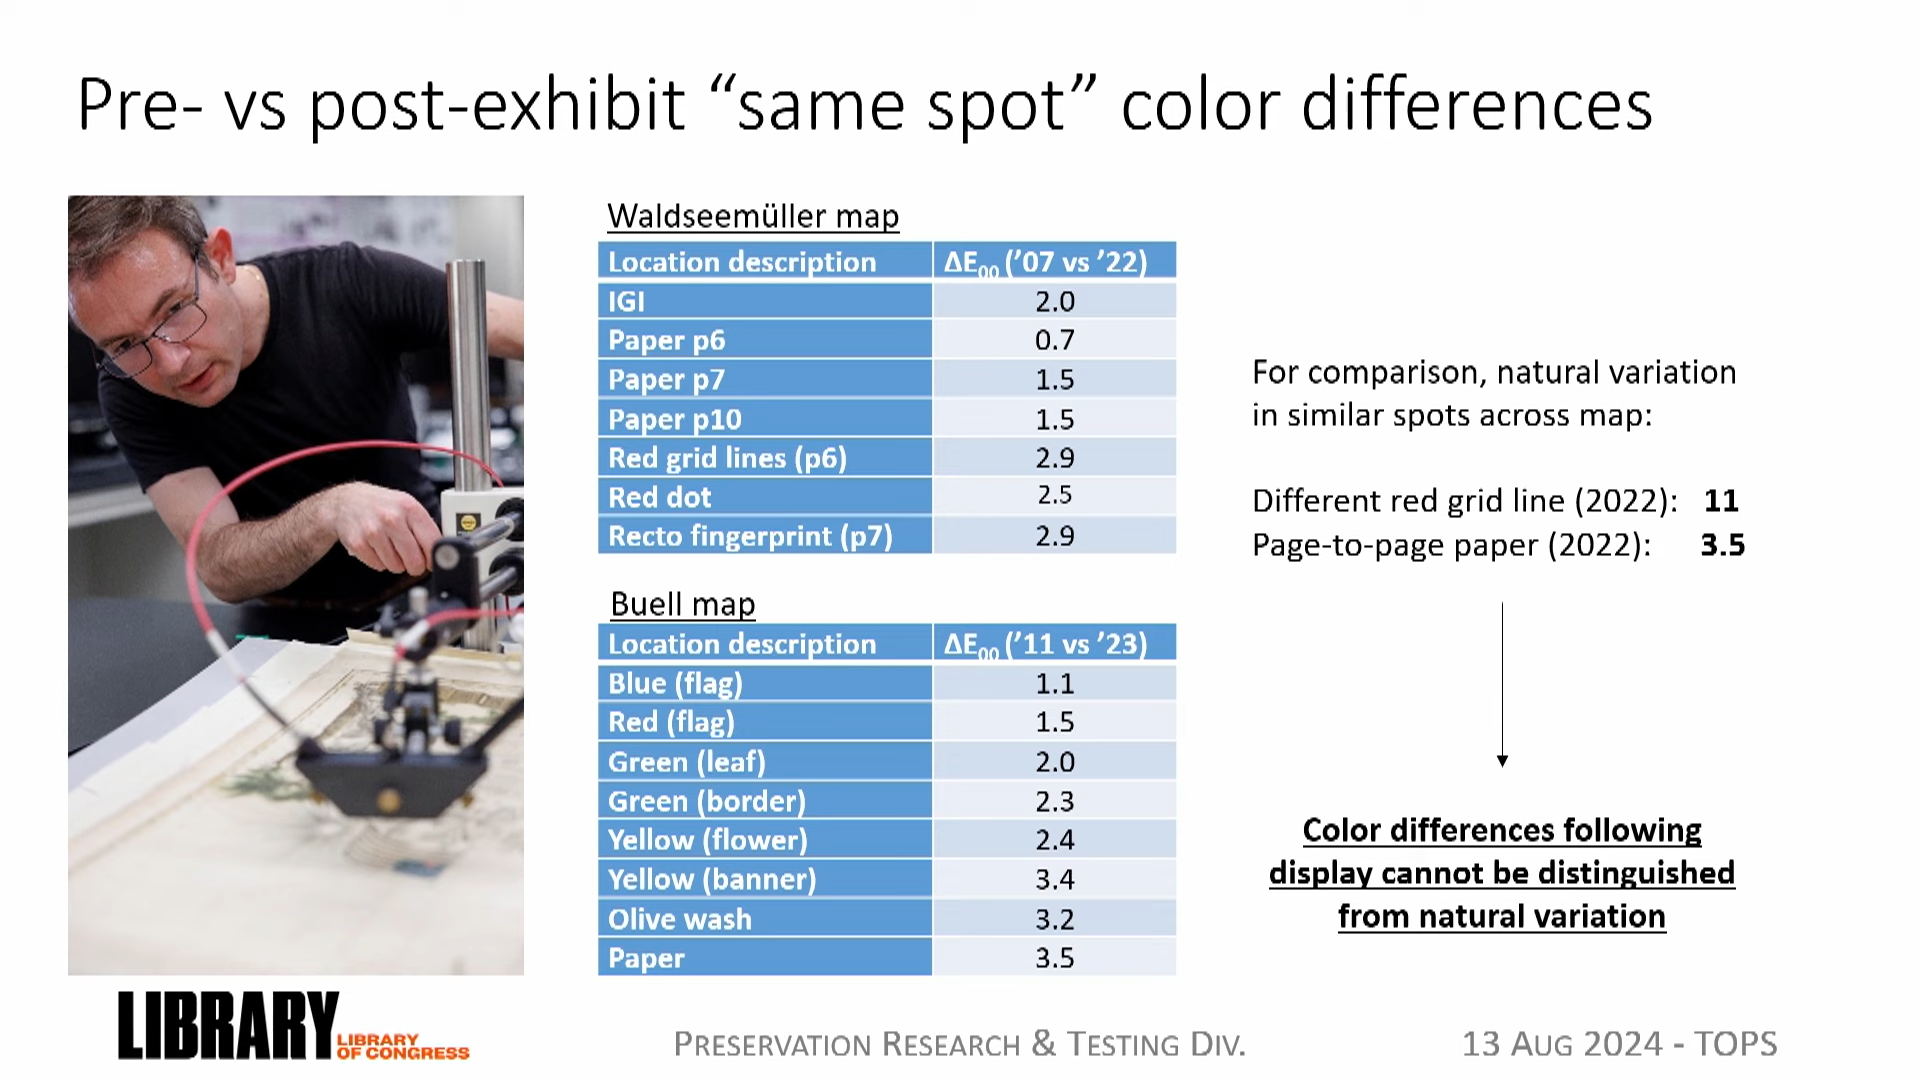 Pre- vs post-exhibit “same spot” color differences
Waldseemüller map
Location description ΔE00 (’07 vs ’22)
IGI 2.0
Paper p6 0.7
Paper p7 1.5
Paper p10 1.5
Red grid lines (p6) 2.9
Red dot 2.5
Recto fingerprint (p7) 2.9
Buell map
Location description ΔE00 (’11 vs ’23)
Blue (flag) 1.1
Red (flag) 1.5
Green (leaf) 2.0
Green (border) 2.3
Yellow (flower) 2.4
Yellow (banner) 3.4
Olive wash 3.2
Paper 3.5
For comparison, natural variation
in similar spots across map:
Different red grid line (2022): 11
Page-to-page paper (2022): 3.5
Color differences following
display cannot be distinguished
from natural variation
LIBRARY
LIBRARY
OF CONGRESS
Preservation Research & Testing Div.
13 Aug 2024 - TOPS